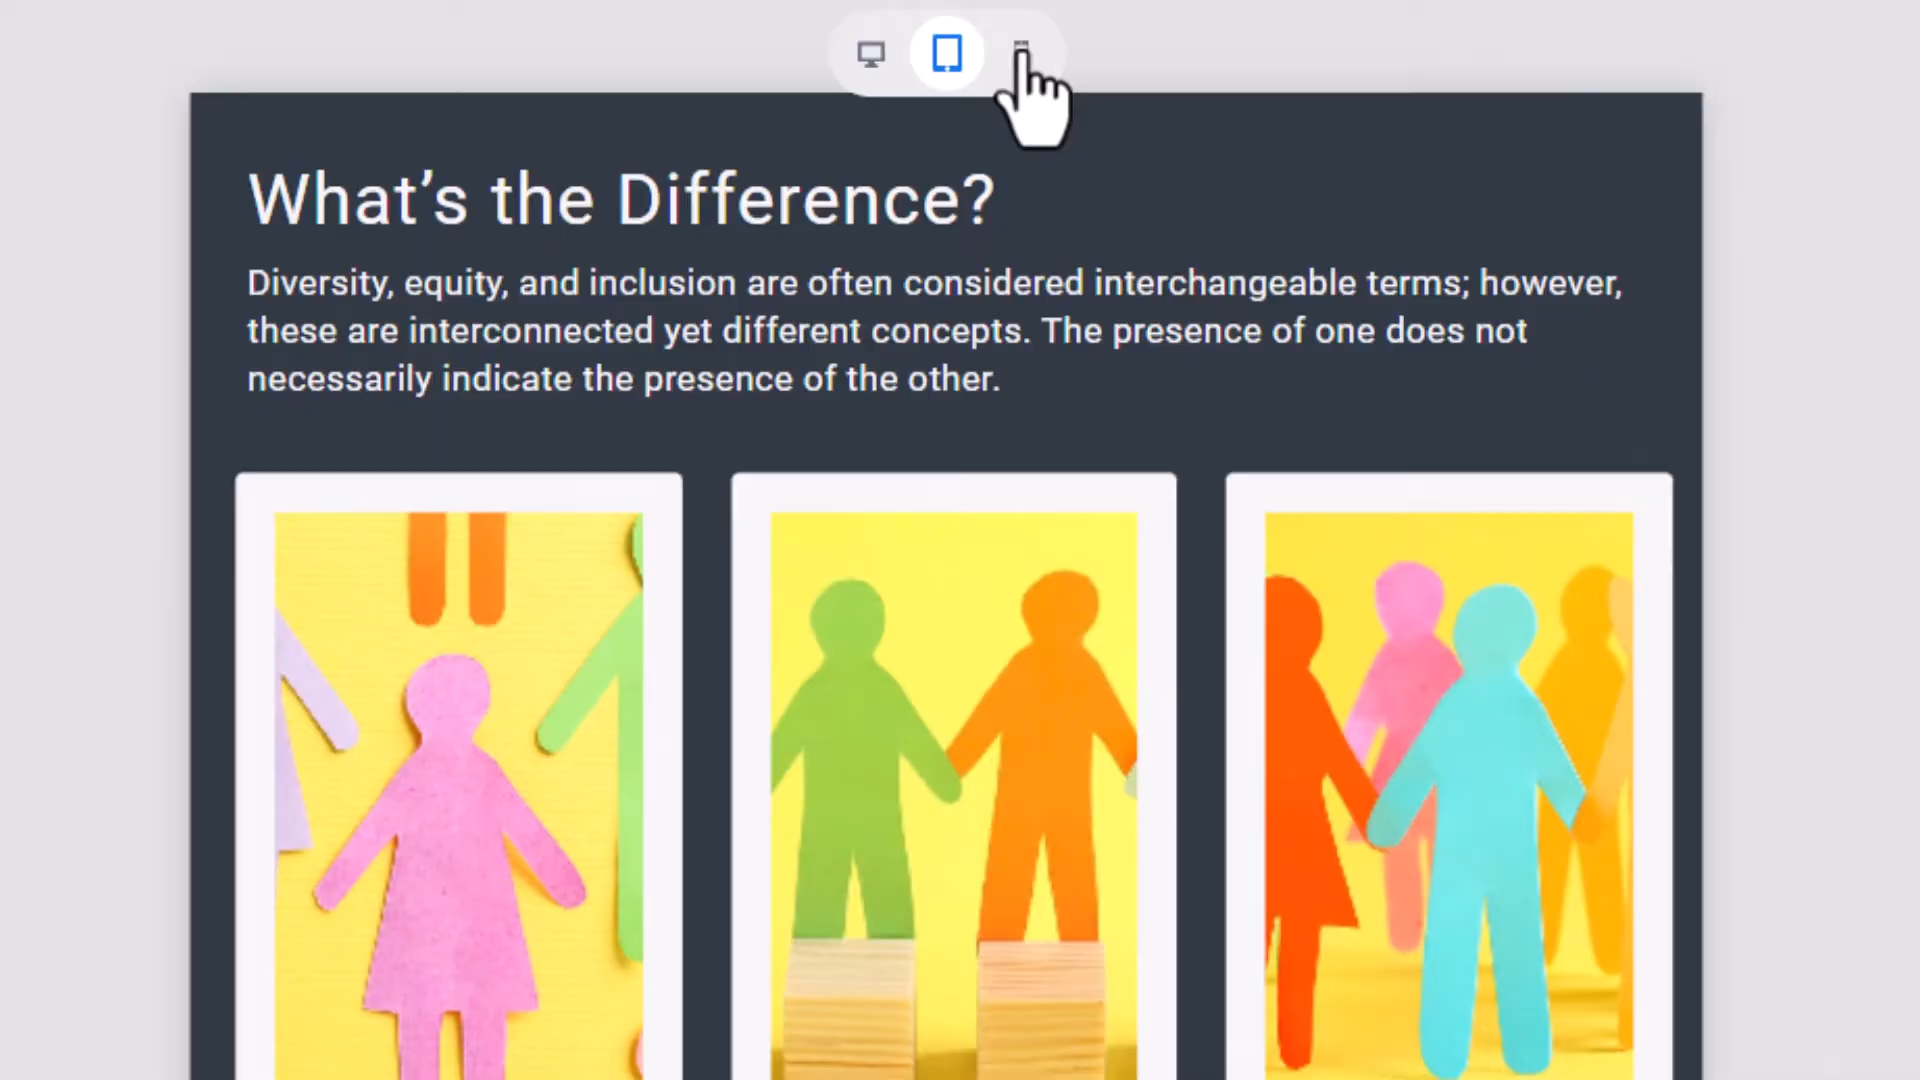 What’s the Difference?
Diversity, equity, and inclusion are often considered interchangeable terms; however,
these are interconnected yet different concepts. The presence of one does not
necessarily indicate the presence of the other.